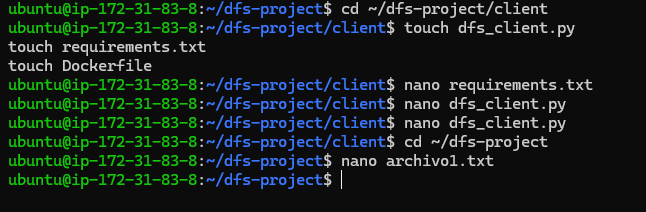 ubuntu@ip-172-31-83-8:~/dfs-project$ cd ~/dfs-project/client
ubuntu@ip-172-31-83-8:~/dfs-project/client$ touch dfs_client.py
touch requirements.txt
touch Dockerfile
ubuntu@ip-172-31-83-8:~/dfs-project/client$ nano requirements.txt
ubuntu@ip-172-31-83-8:~/dfs-project/client$ nano dfs_client.py
ubuntu@ip-172-31-83-8:~/dfs-project/client$ nano dfs_client.py
ubuntu@ip-172-31-83-8:~/dfs-project/client$ cd ~/dfs-project
ubuntu@ip-172-31-83-8:~/dfs-project$ nano archivo1.txt
ubuntu@ip-172-31-83-8:~/dfs-project$